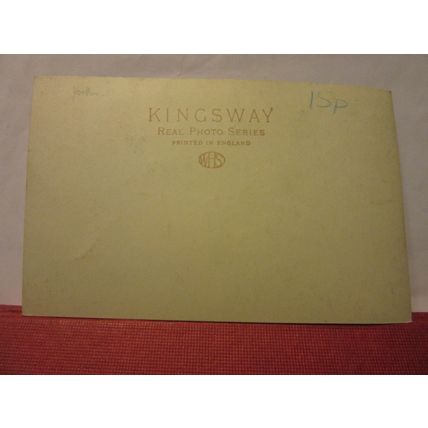 15p
KINGSWAY
REAL PHOTO SERIES
PRINTED IN ENGLAND
WHS